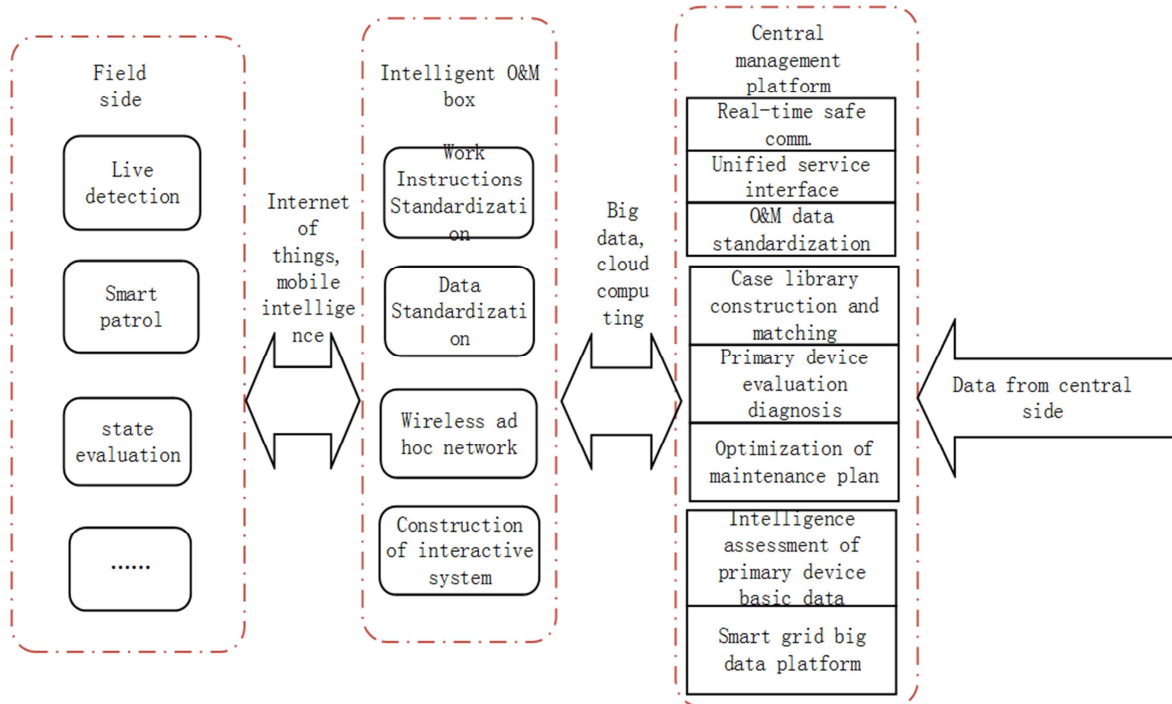 Field
side
Live
detection
Smart
patrol
state
evaluation
......
Internet
of
things,
mobile
intellige
nce
Intelligent O&M
box
Work
Instructions
Standardizati
on
Data
Standardizati
on
Wireless ad
hoc network
Construction
of interactive
system
Big
data,
cloud
compu
ting
Central
management
platform
Real-time safe
comm.
Unified service
interface
O&M data
standardization
Case library
construction and
matching
Primary device
evaluation
diagnosis
Optimization of
maintenance plan
Intelligence
assessment of
primary device
basic data
Smart grid big
data platform
Data from central
side